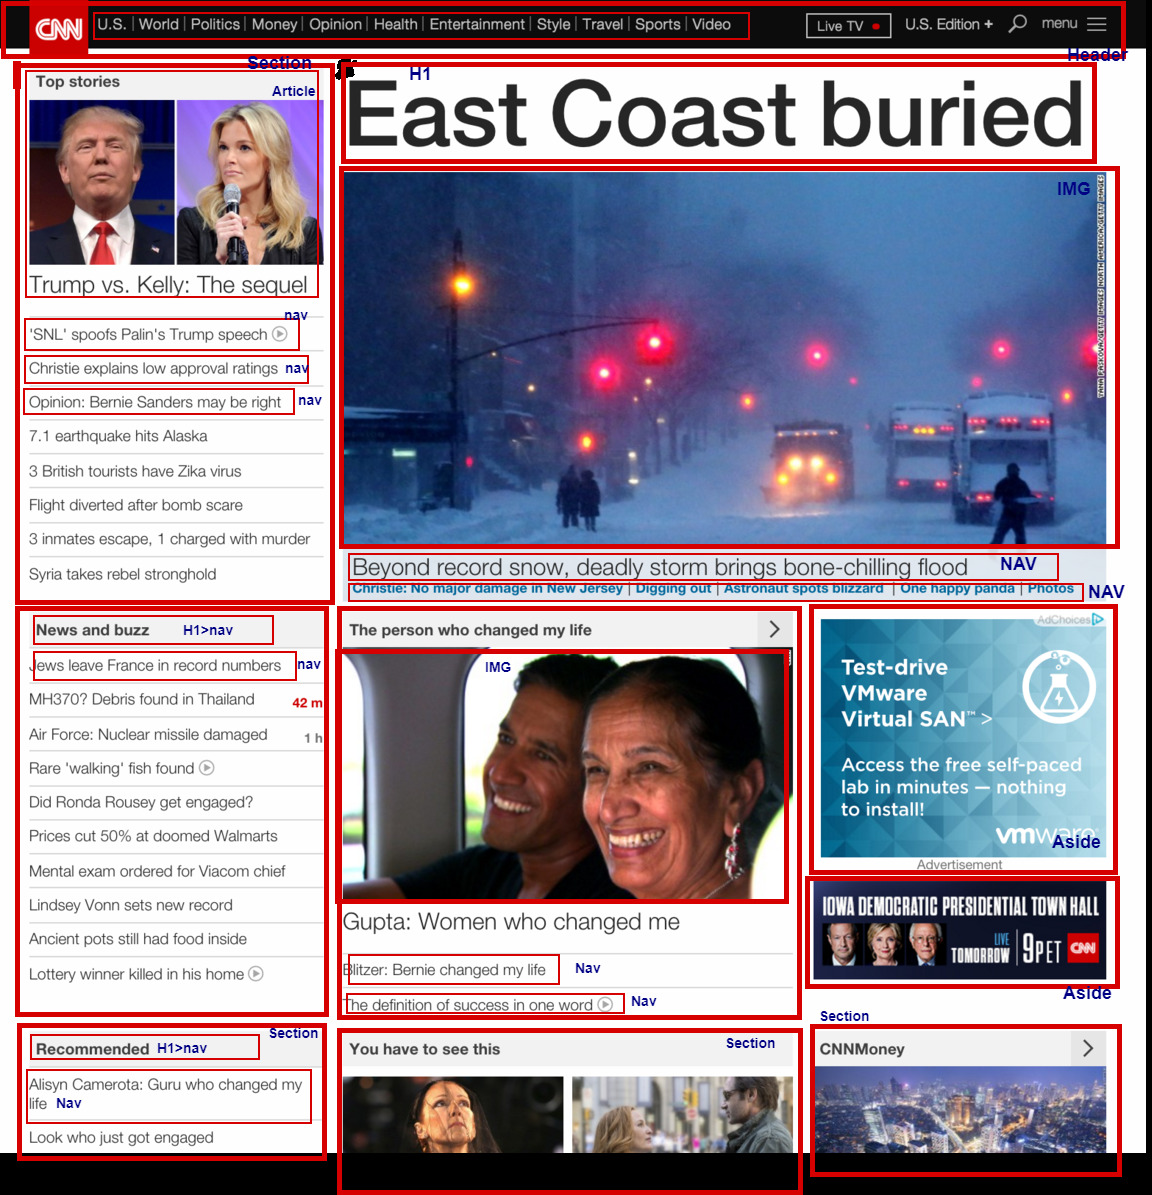 CNN U.S. | World | Politics | Money | Opinion | Health | Entertainment | Style | Travel | Sports | Video Live TV U.S. Edition + menu
Header
Section
Top stories
Article
Trump vs. Kelly: The sequel
nav
'SNL' spoofs Palin's Trump speech
Christie explains low approval ratings nav
Opinion: Bernie Sanders may be right nav
7.1 earthquake hits Alaska
3 British tourists have Zika virus
Flight diverted after bomb scare
3 inmates escape, 1 charged with murder
Syria takes rebel stronghold
H1
East Coast buried
IMG
YANA PASKOVA/GETTY IMAGES NORTH AMERICA/GETTY IMAGES
Beyond record snow, deadly storm brings bone-chilling flood NAV
Christie: No major damage in New Jersey | Digging out | Astronaut spots blizzard | One happy panda | Photos NAV
News and buzz H1>nav
Jews leave France in record numbers nav
MH370? Debris found in Thailand 42 m
Air Force: Nuclear missile damaged 1 h
Rare 'walking' fish found
Did Ronda Rousey get engaged?
Prices cut 50% at doomed Walmarts
Mental exam ordered for Viacom chief
Lindsey Vonn sets new record
Ancient pots still had food inside
Lottery winner killed in his home
The person who changed my life
IMG
Gupta: Women who changed me
Blitzer: Bernie changed my life Nav
The definition of success in one word Nav
AdChoices
Test-drive
VMware
Virtual SAN™ >
Access the free self-paced
lab in minutes — nothing
to install!
vmware
Aside
Advertisement
IOWA DEMOCRATIC PRESIDENTIAL TOWN HALL
LIVE
TOMORROW 9PET CNN
Aside
Section
Recommended H1>nav
Alisyn Camerota: Guru who changed my
life Nav
Look who just got engaged
Section
You have to see this
Section
CNNMoney